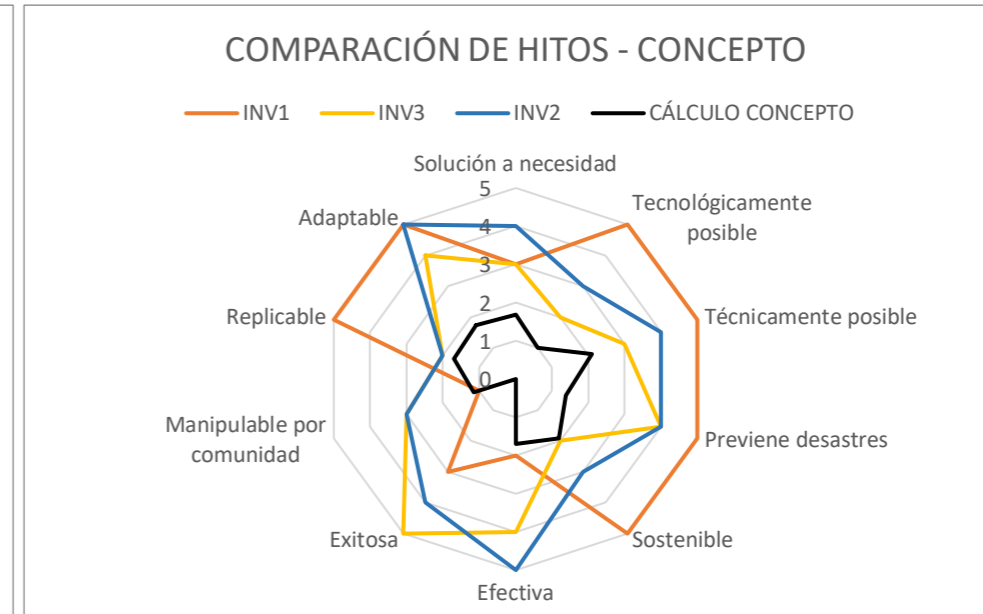 COMPARACIÓN DE HITOS - CONCEPTO
INV1
INV3
INV2
CÁLCULO CONCEPTO
Solución a necesidad
Tecnológicamente
posible
Técnicamente posible
Previene desastres
Sostenible
Efectiva
Exitosa
Manipulable por
comunidad
Replicable
Adaptable
5
4
3
2
1
0